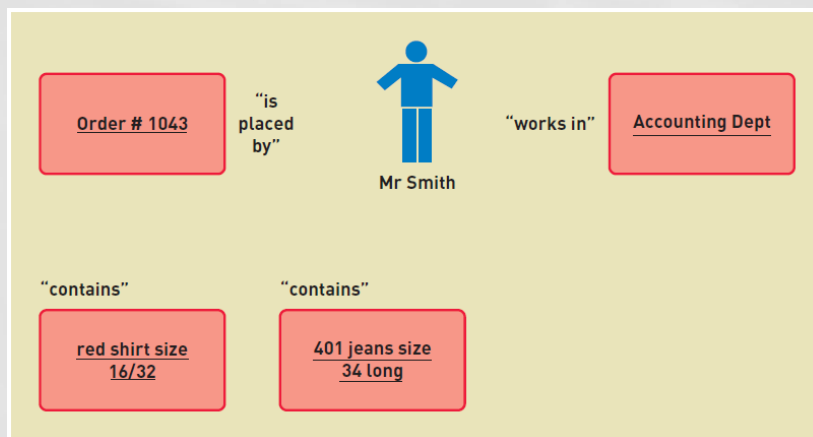 Order # 1043
“is
placed
by”
Mr Smith
“works in”
Accounting Dept
“contains”
red shirt size
16/32
“contains”
401 jeans size
34 long